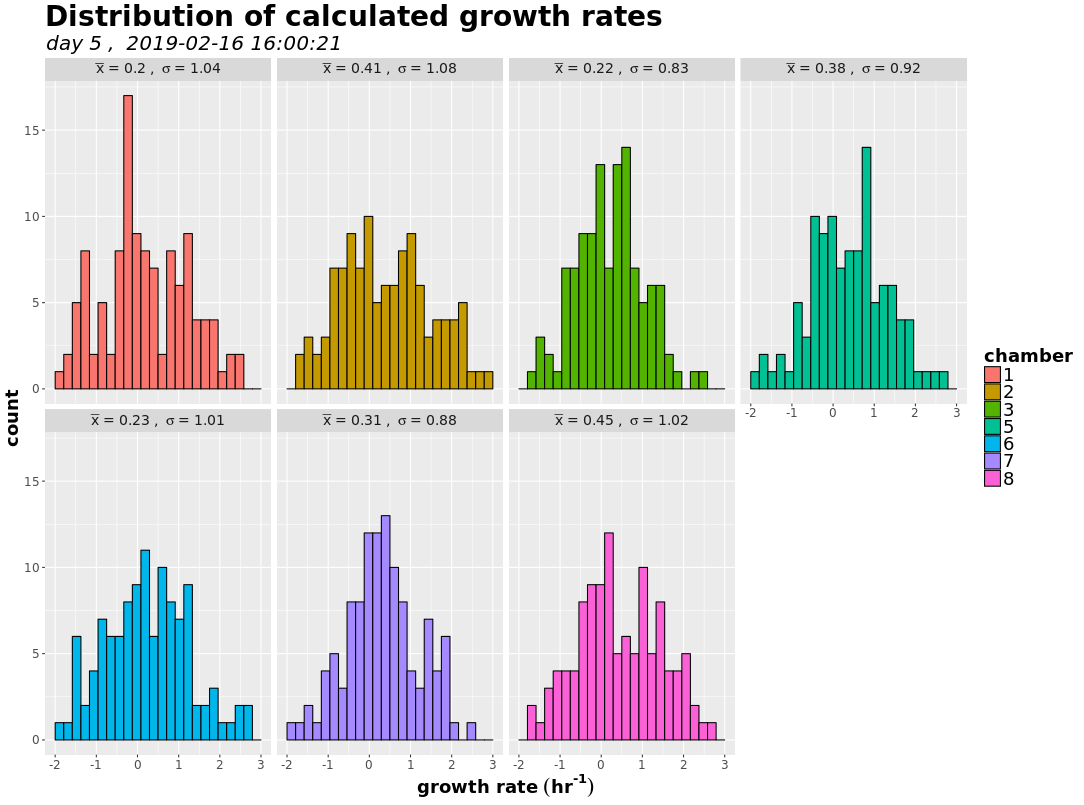 Distribution of calculated growth rates
day 5 ,  2019-02-16 16:00:21
x̅ = 0.2 ,  σ = 1.04
x̅ = 0.41 ,  σ = 1.08
x̅ = 0.22 ,  σ = 0.83
x̅ = 0.38 ,  σ = 0.92
15
10
5
0
-2 -1 0 1 2 3
x̅ = 0.23 ,  σ = 1.01
x̅ = 0.31 ,  σ = 0.88
x̅ = 0.45 ,  σ = 1.02
15
10
5
0
-2 -1 0 1 2 3
-2 -1 0 1 2 3
-2 -1 0 1 2 3
count
growth rate (hr⁻¹)
chamber
1
2
3
5
6
7
8